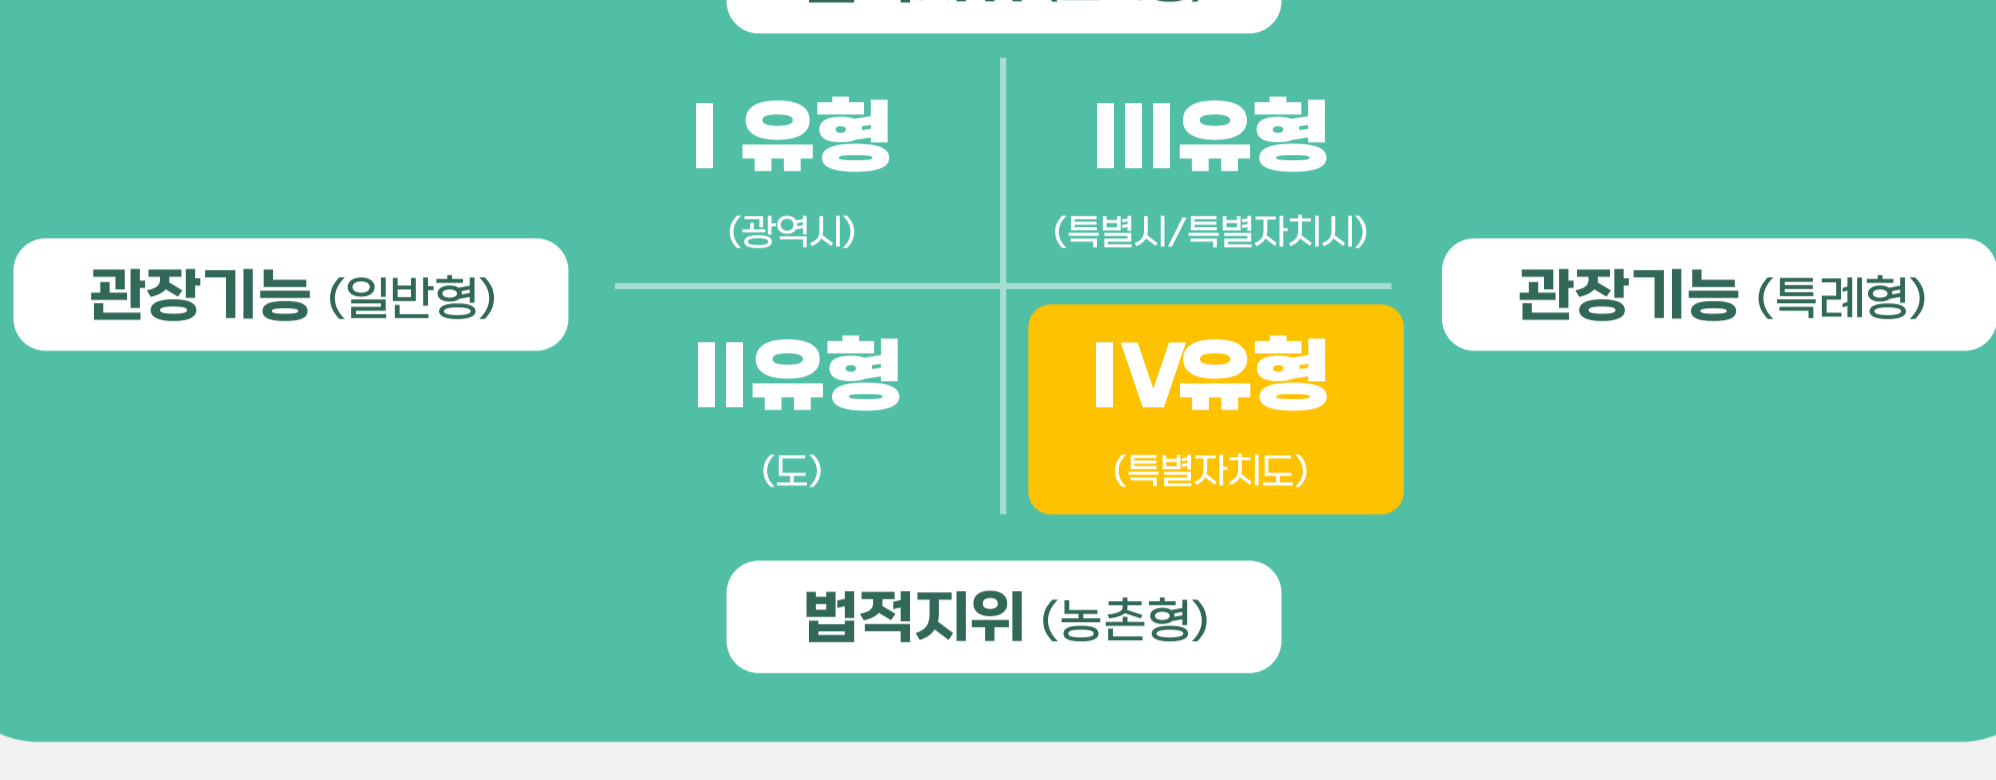 I 유형
III유형
(광역시)
(특별시/특별자치시)
관장기능 (일반형)
관장기능 (특례형)
II유형
IV유형
(도)
(특별자치도)
법적지위 (농촌형)